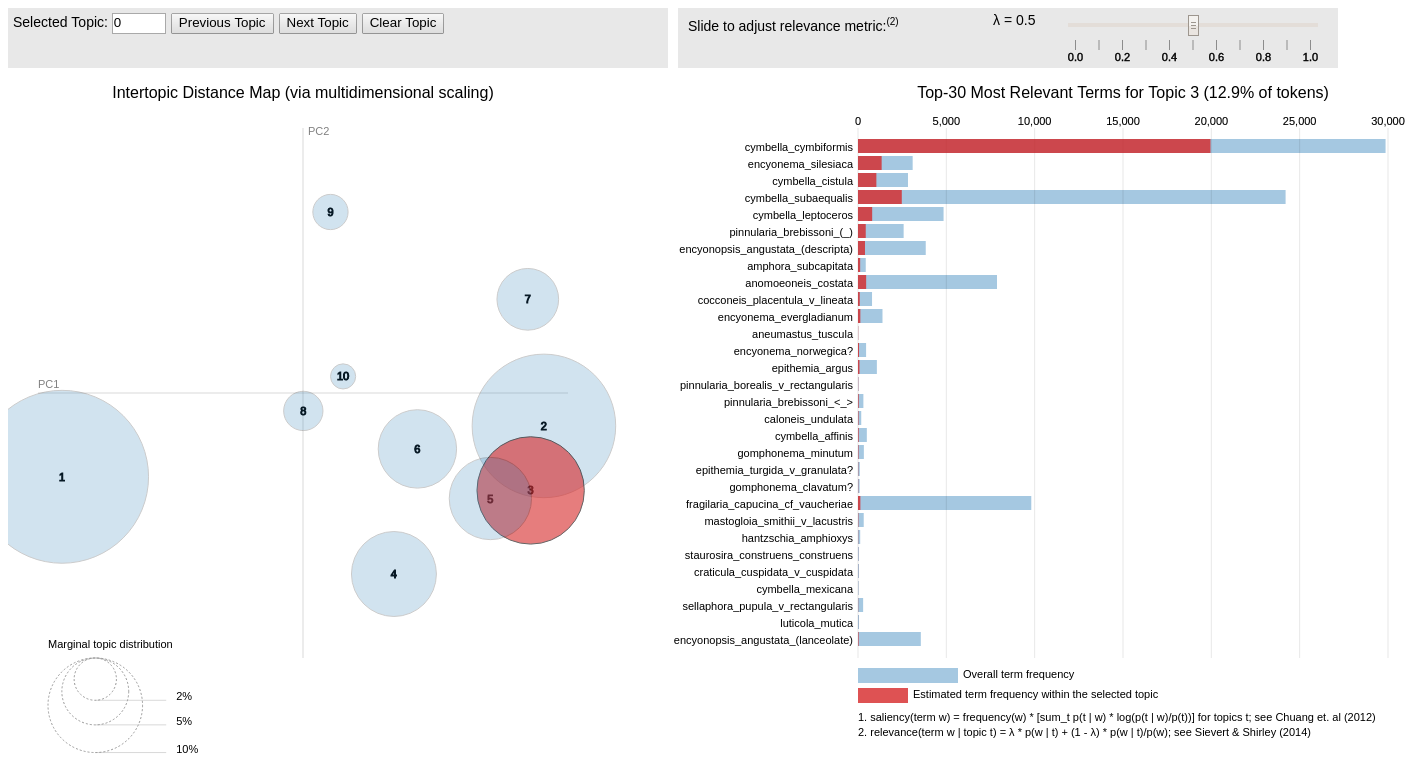 Selected Topic: 0 Previous Topic Next Topic Clear Topic
Slide to adjust relevance metric:(2) λ = 0.5
0.0 0.2 0.4 0.6 0.8 1.0
Intertopic Distance Map (via multidimensional scaling)
PC2
PC1
9
7
10
8
2
6
1
3
5
4
Marginal topic distribution
2%
5%
10%
Top-30 Most Relevant Terms for Topic 3 (12.9% of tokens)
0 5,000 10,000 15,000 20,000 25,000 30,000
cymbella_cymbiformis
encyonema_silesiaca
cymbella_cistula
cymbella_subaequalis
cymbella_leptoceros
pinnularia_brebissoni_(_)
encyonopsis_angustata_(descripta)
amphora_subcapitata
anomoeoneis_costata
cocconeis_placentula_v_lineata
encyonema_evergladianum
aneumastus_tuscula
encyonema_norwegica?
epithemia_argus
pinnularia_borealis_v_rectangularis
pinnularia_brebissoni_<_>
caloneis_undulata
cymbella_affinis
gomphonema_minutum
epithemia_turgida_v_granulata?
gomphonema_clavatum?
fragilaria_capucina_cf_vaucheriae
mastogloia_smithii_v_lacustris
hantzschia_amphioxys
staurosira_construens_construens
craticula_cuspidata_v_cuspidata
cymbella_mexicana
sellaphora_pupula_v_rectangularis
luticola_mutica
encyonopsis_angustata_(lanceolate)
Overall term frequency
Estimated term frequency within the selected topic
1. saliency(term w) = frequency(w) * [sum_t p(t | w) * log(p(t | w)/p(t))] for topics t; see Chuang et. al (2012)
2. relevance(term w | topic t) = λ * p(w | t) + (1 - λ) * p(w | t)/p(w); see Sievert & Shirley (2014)